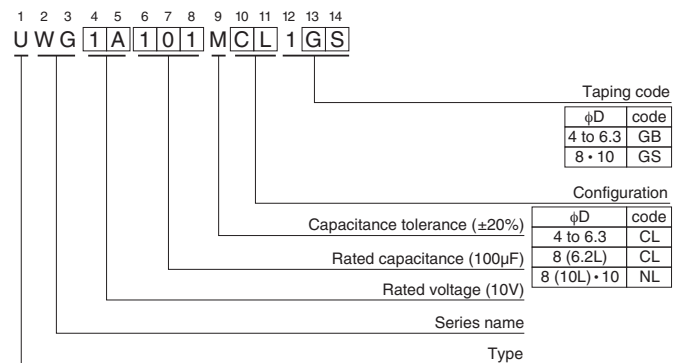 1 2 3 4 5 6 7 8 9 10 11 12 13 14
U W G 1 A 1 0 1 M C L 1 G S
Taping code
ϕD code
4 to 6.3 GB
8 • 10 GS
Configuration
ϕD code
4 to 6.3 CL
8 (6.2L) CL
8 (10L) • 10 NL
Capacitance tolerance (±20%)
Rated capacitance (100µF)
Rated voltage (10V)
Series name
Type